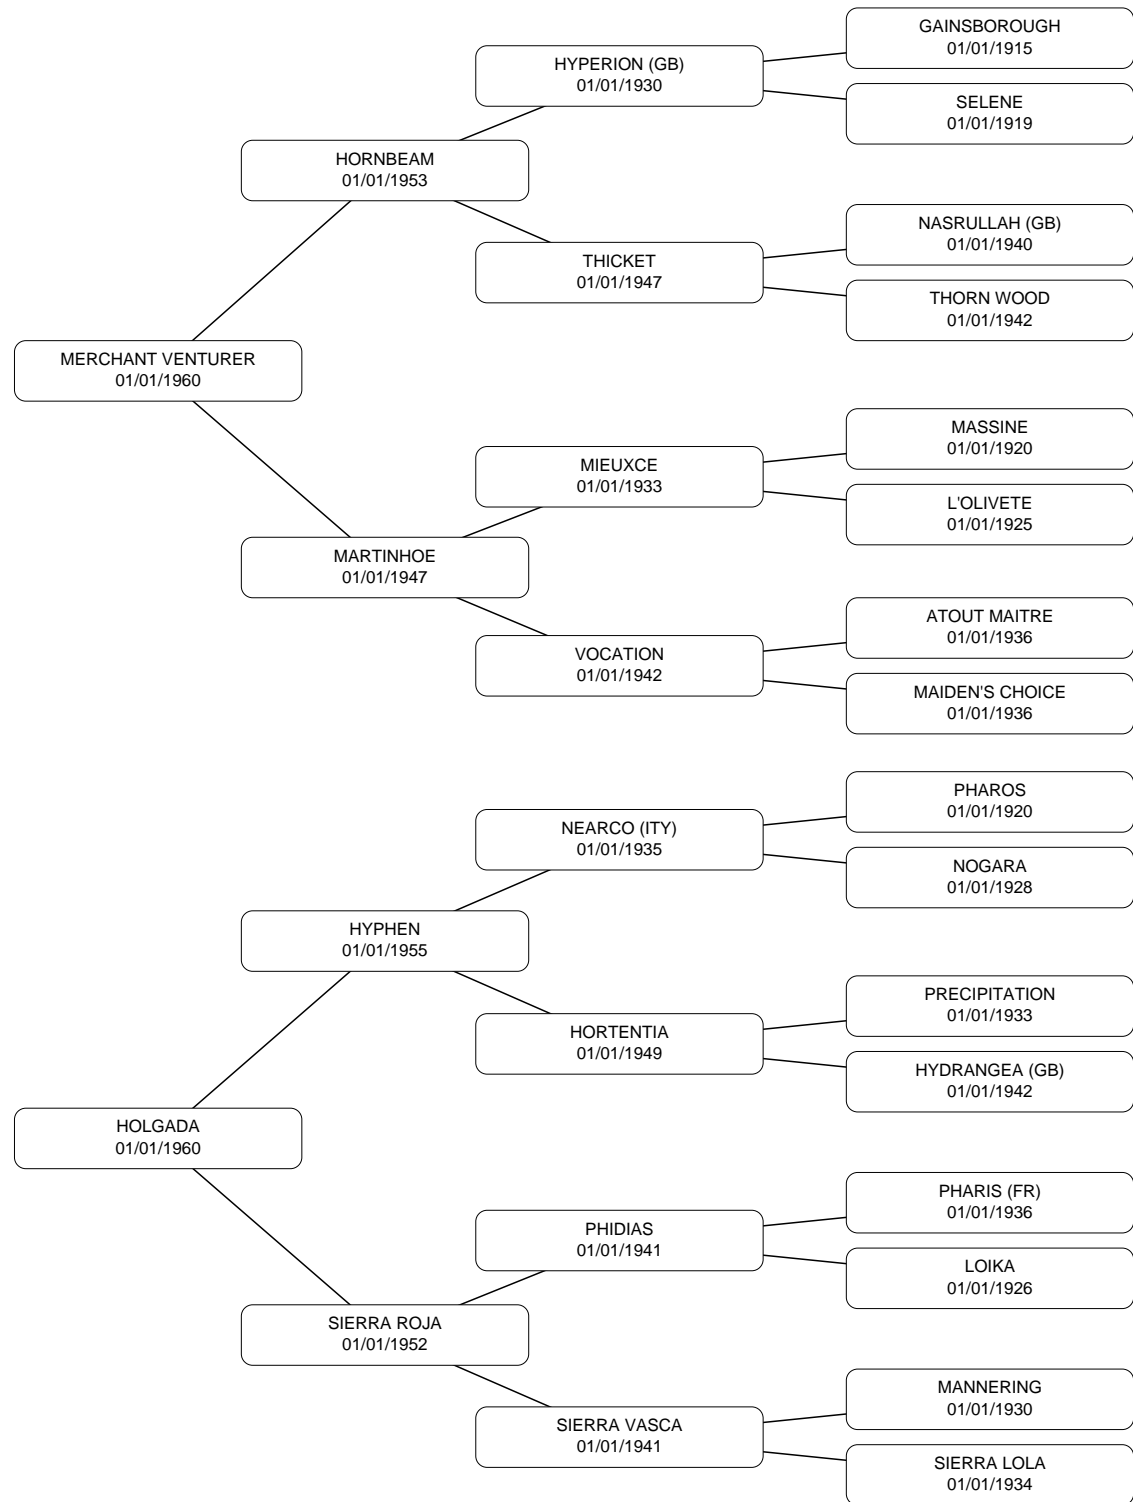 GAINSBOROUGH
01/01/1915
HYPERION (GB)
01/01/1930
SELENE
01/01/1919
HORNBEAM
01/01/1953
NASRULLAH (GB)
01/01/1940
THICKET
01/01/1947
THORN WOOD
01/01/1942
MERCHANT VENTURER
01/01/1960
MASSINE
01/01/1920
MIEUXCE
01/01/1933
L'OLIVETE
01/01/1925
MARTINHOE
01/01/1947
ATOUT MAITRE
01/01/1936
VOCATION
01/01/1942
MAIDEN'S CHOICE
01/01/1936
PHAROS
01/01/1920
NEARCO (ITY)
01/01/1935
NOGARA
01/01/1928
HYPHEN
01/01/1955
PRECIPITATION
01/01/1933
HORTENTIA
01/01/1949
HYDRANGEA (GB)
01/01/1942
HOLGADA
01/01/1960
PHARIS (FR)
01/01/1936
PHIDIAS
01/01/1941
LOIKA
01/01/1926
SIERRA ROJA
01/01/1952
MANNERING
01/01/1930
SIERRA VASCA
01/01/1941
SIERRA LOLA
01/01/1934